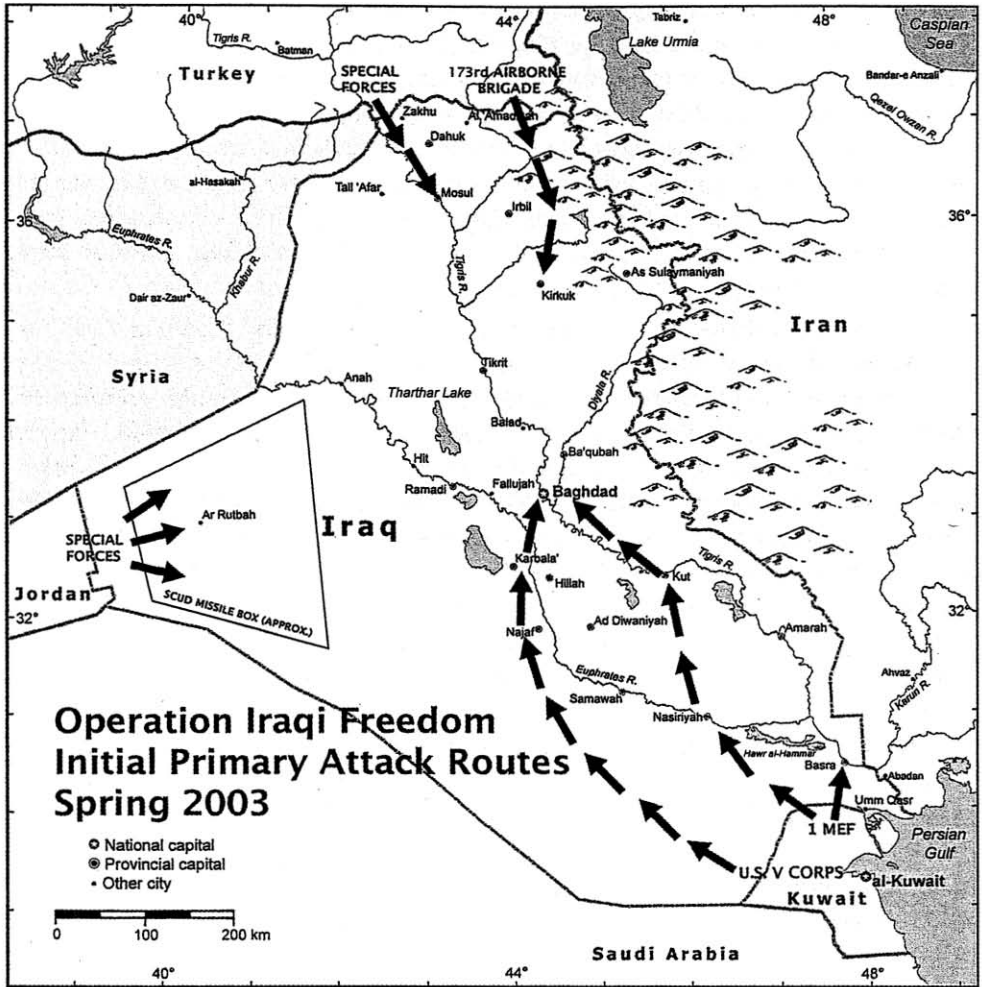 40°
44°
48°
Tabriz
Caspian
Sea
Tigris R.
Batman
Lake Urmia
Turkey
SPECIAL
FORCES
173rd AIRBORNE
BRIGADE
Bandar-e Anzali
Qezel Owzan R.
Zakhu
Dahuk
al-Hasakah
Tall 'Afar
Mosul
Irbil
36°
36°
Euphrates R.
Khabur R.
Tigris R.
As Sulaymaniyah
Dair az-Zaur
Kirkuk
Iran
Syria
Tikrit
Anah
Tharthar Lake
Diyala R.
Balad
Ba'qubah
Hit
Fallujah
Baghdad
Ramadi
Ar Rutbah
Iraq
SPECIAL
FORCES
Karbala'
Hillah
Kut
Tigris R.
Jordan
SCUD MISSILE BOX (APPROX.)
32°
32°
Najaf
Ad Diwaniyah
Amarah
Euphrates R.
Samawah
Nasiriyah
Ahvaz
Karun R.
Hawr al-Hammar
Basra
Abadan
Umm Qasr
Operation Iraqi Freedom
Initial Primary Attack Routes
Spring 2003
1 MEF
Persian
Gulf
National capital
Provincial capital
Other city
U.S. V CORPS
al-Kuwait
Kuwait
0 100 200 km
Saudi Arabia
40°
44°
48°